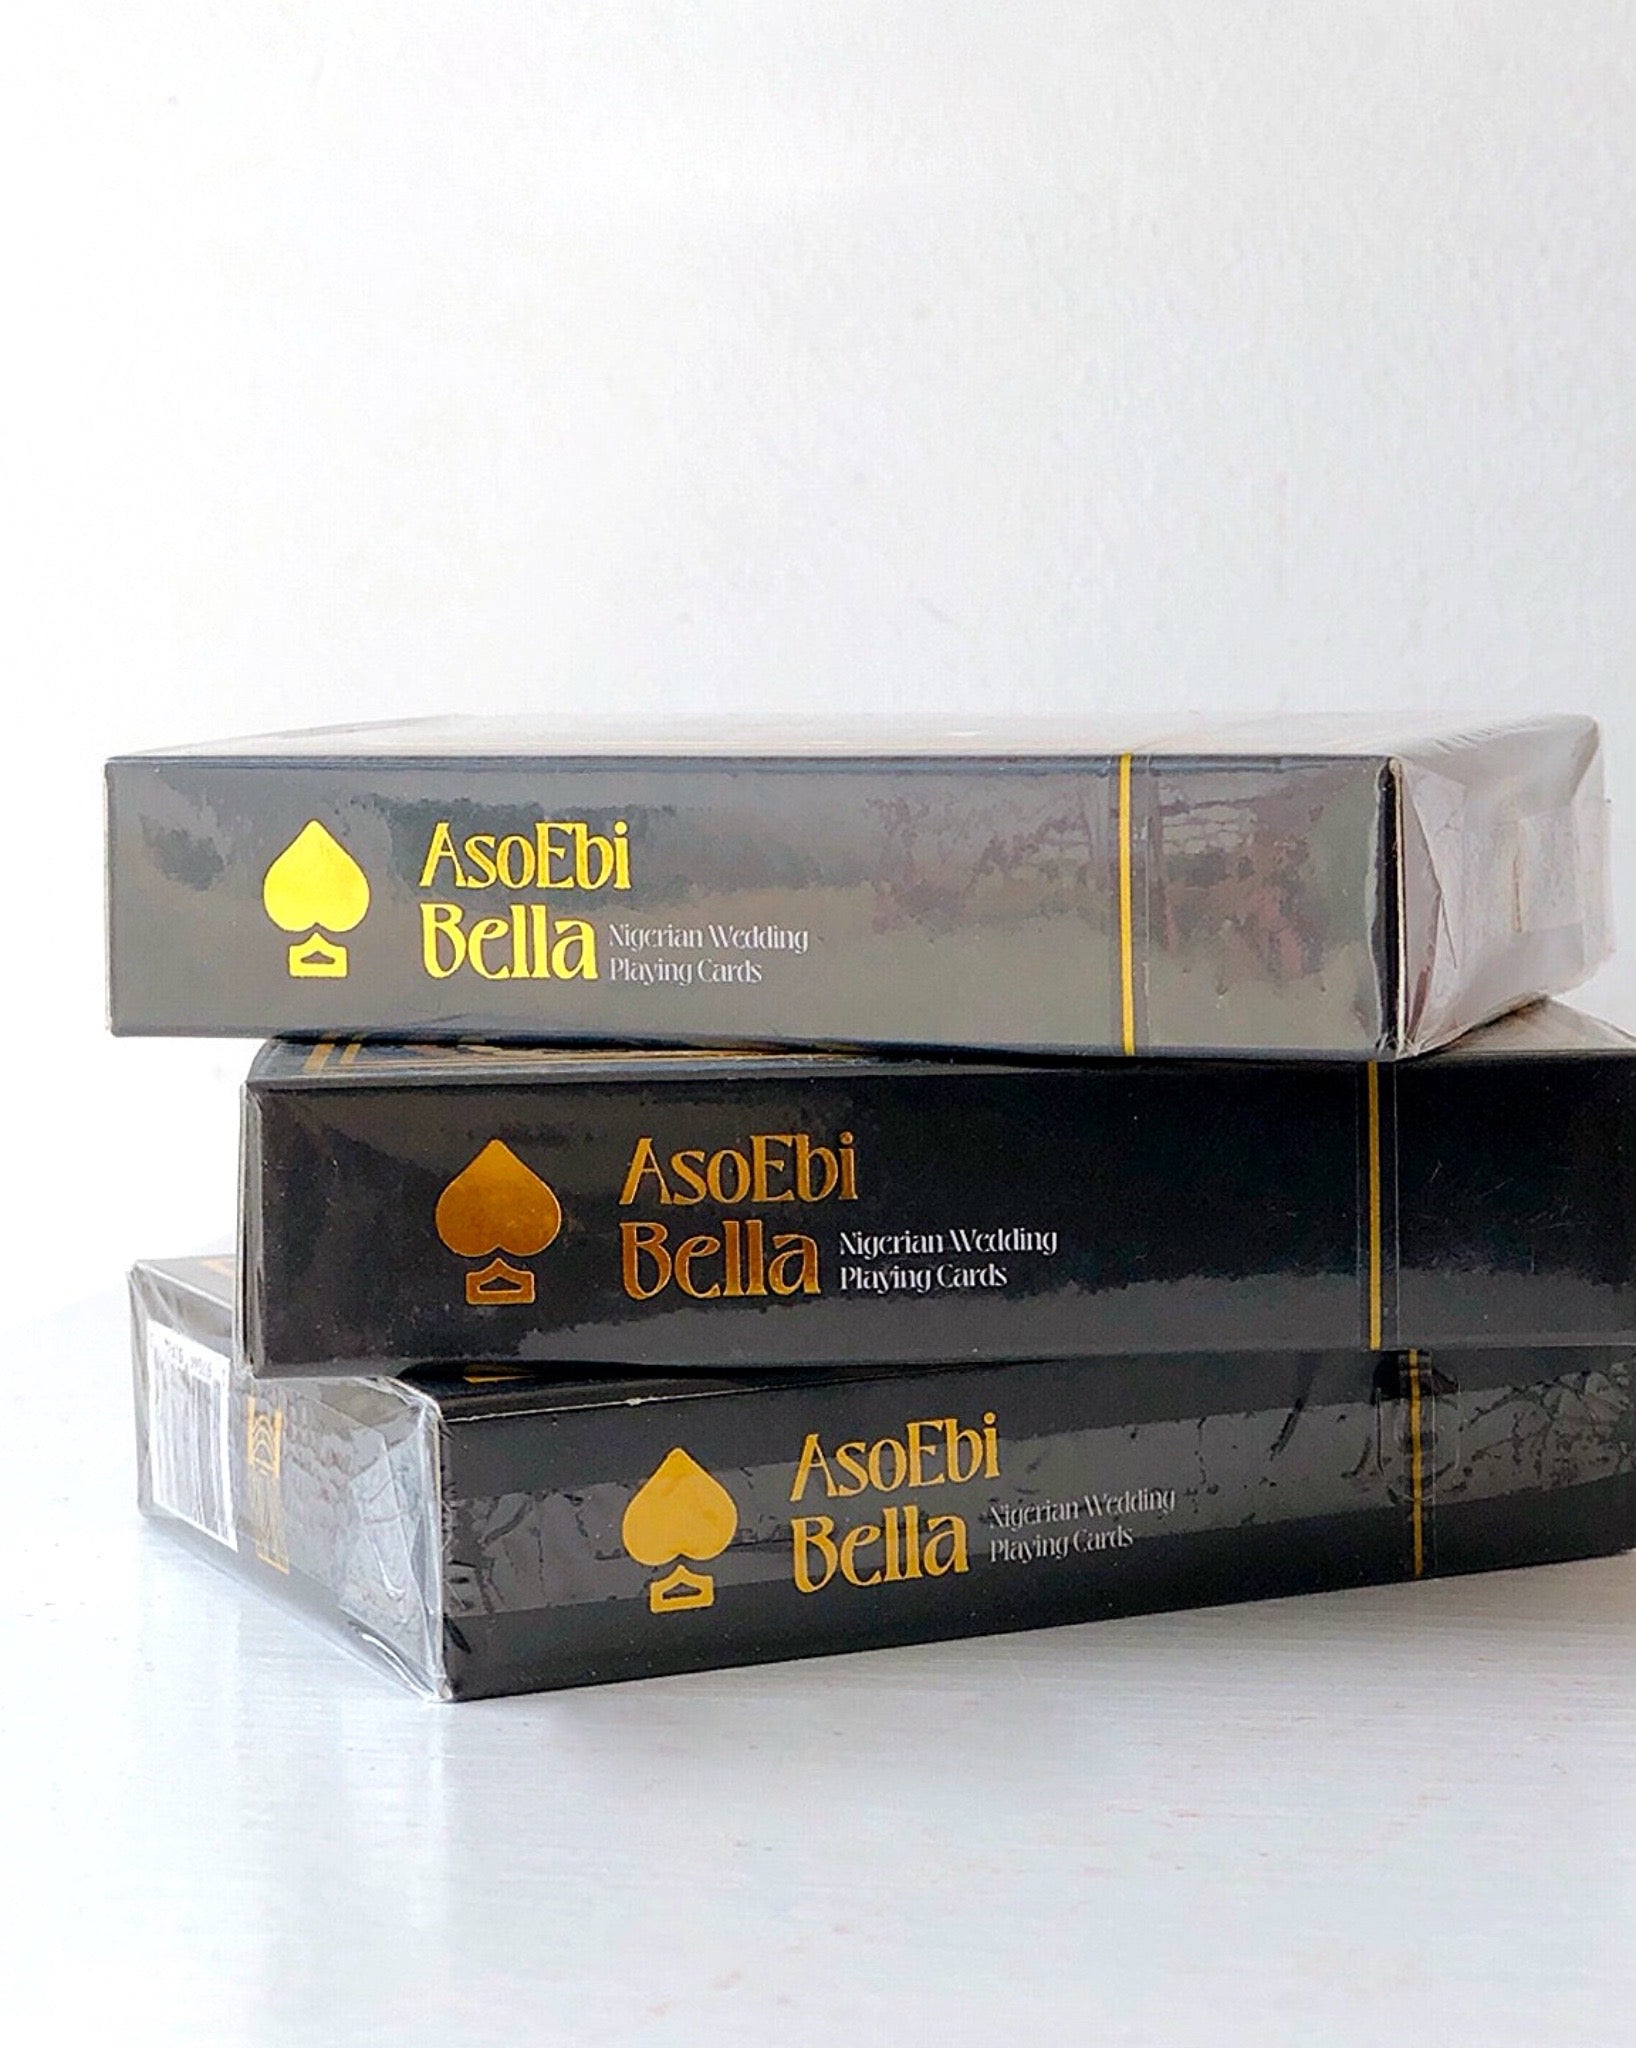 AsoEbi
Bella
Nigerian Wedding
Playing Cards
AsoEbi
Bella
Nigerian Wedding
Playing Cards
AsoEbi
Bella
Nigerian Wedding
Playing Cards